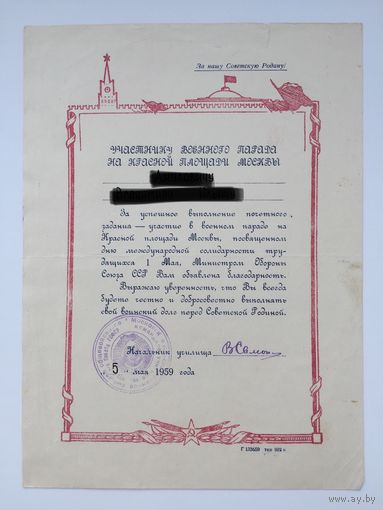 За нашу Советскую Родину!
УЧАСТНИКУ ВОЕННОГО ПАРАДА
НА КРАСНОЙ ПЛОЩАДИ МОСКВЫ
За успешное выполнение почетного
задания — участие в военном параде на
Красной площади Москвы, посвященном
дню международной солидарности тру-
дящихся 1 Мая, Министром Обороны
Союза ССР Вам объявлена благодарность.
Выражаю уверенность, что Вы всегда
будете честно и добросовестно выполнять
свой воинский долг перед Советской Родиной.
Начальник училища
5 мая 1959 года
www.ay.by